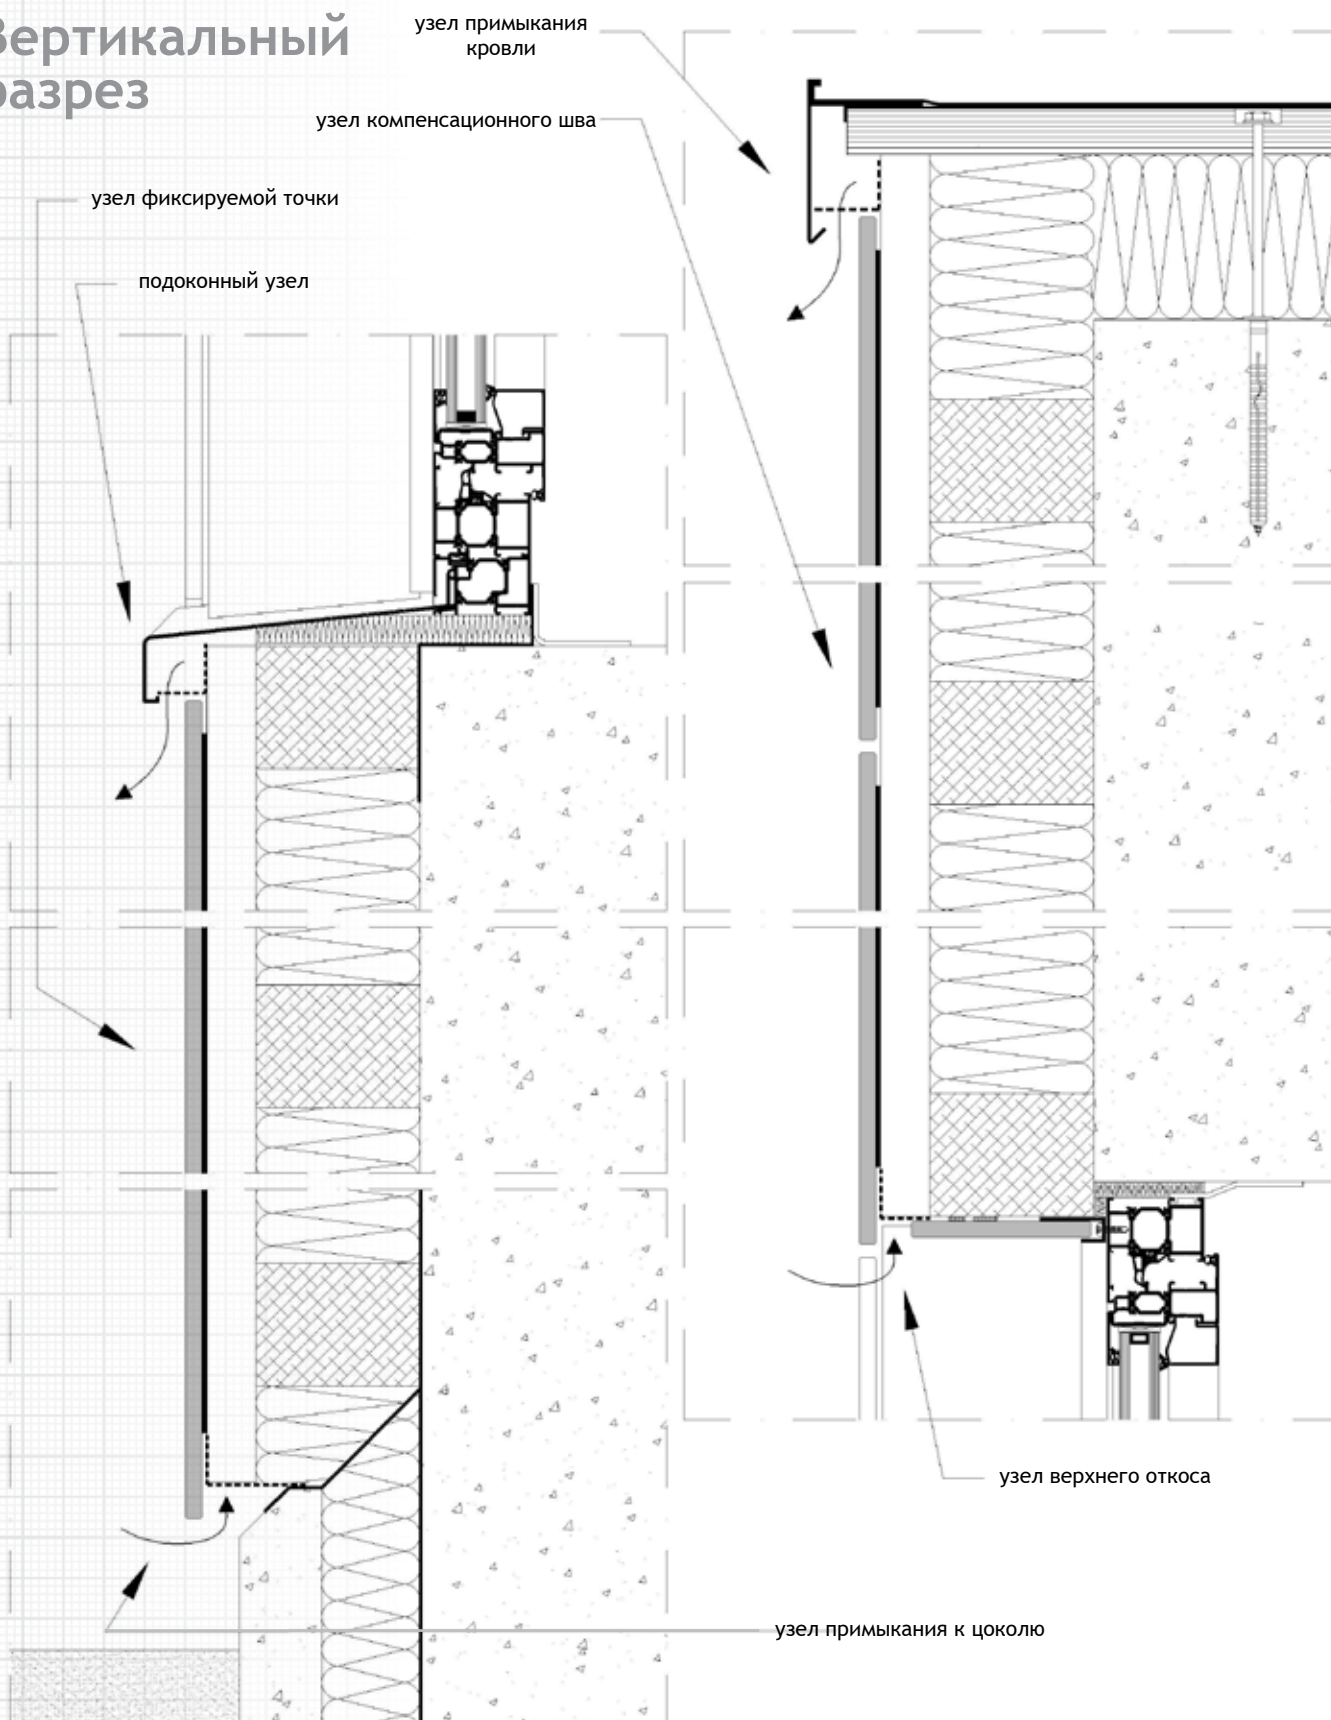 Вертикальный
разрез
узел примыкания
кровли
узел компенсационного шва
узел фиксируемой точки
подоконный узел
узел верхнего откоса
узел примыкания к цоколю